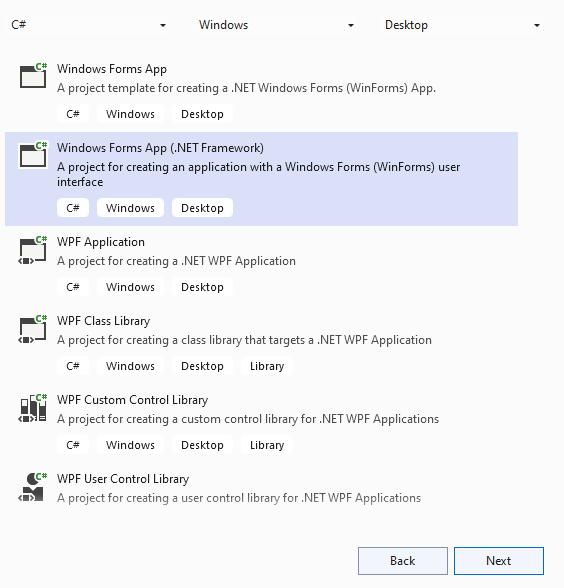 C# Windows Desktop
C#
Windows Forms App
A project template for creating a .NET Windows Forms (WinForms) App.
C# Windows Desktop
C#
Windows Forms App (.NET Framework)
A project for creating an application with a Windows Forms (WinForms) user
interface
C# Windows Desktop
C#
WPF Application
A project for creating a .NET WPF Application
C# Windows Desktop
C#
WPF Class Library
A project for creating a class library that targets a .NET WPF Application
C# Windows Desktop Library
C#
WPF Custom Control Library
A project for creating a custom control library for .NET WPF Applications
C# Windows Desktop Library
C#
WPF User Control Library
A project for creating a user control library for .NET WPF Applications
Back Next